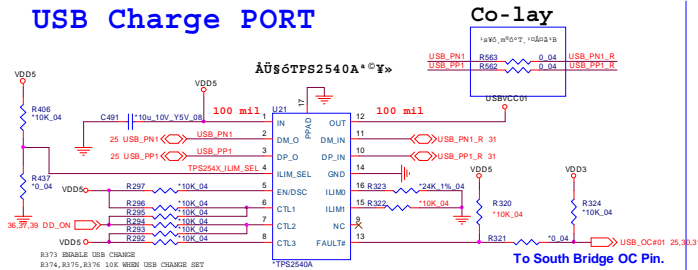 USB Charge PORT
Co-lay
USB_PN1 R563 0_04 USB_PN1_R
USB_PP1 R562 0_04 USB_PP1_R
VDD5
VDD5
USBVCC01
R406
*10K_04
C491 *10u_10V_Y5V_08
100 mil
U21
17
PPAD
100 mil
1 IN OUT 12
25 USB_PN1 USB_PN1 2 DM_O DM_IN 11 USB_PN1_R 31
25 USB_PP1 USB_PP1 3 DP_O DP_IN 10 USB_PP1_R 31
TPS254X_ILIM_SEL 4 ILIM_SEL GND 14
R437
*0_04
VDD5 R297 *10K_04 5 EN/DSC ILIM0 16 R323 *24K_1%_04
R296 *10K_04 6 CTL1 ILIM1 15 R322 *10K_04
R295 *10K_04
36,37,39 DD_ON R294 *10K_04 7 CTL2 NC 9
R293 *10K_04
VDD5 R292 *10K_04 8 CTL3 FAULT# 13
VDD5
R320
*10K_04
VDD3
R324
*10K_04
R321 *0_04 USB_OC#01 25,30,31
*TPS2540A
To South Bridge OC Pin.
R373 ENABLE USB CHANGE
R374,R375,R376 10K WHEN USB CHANGE SET